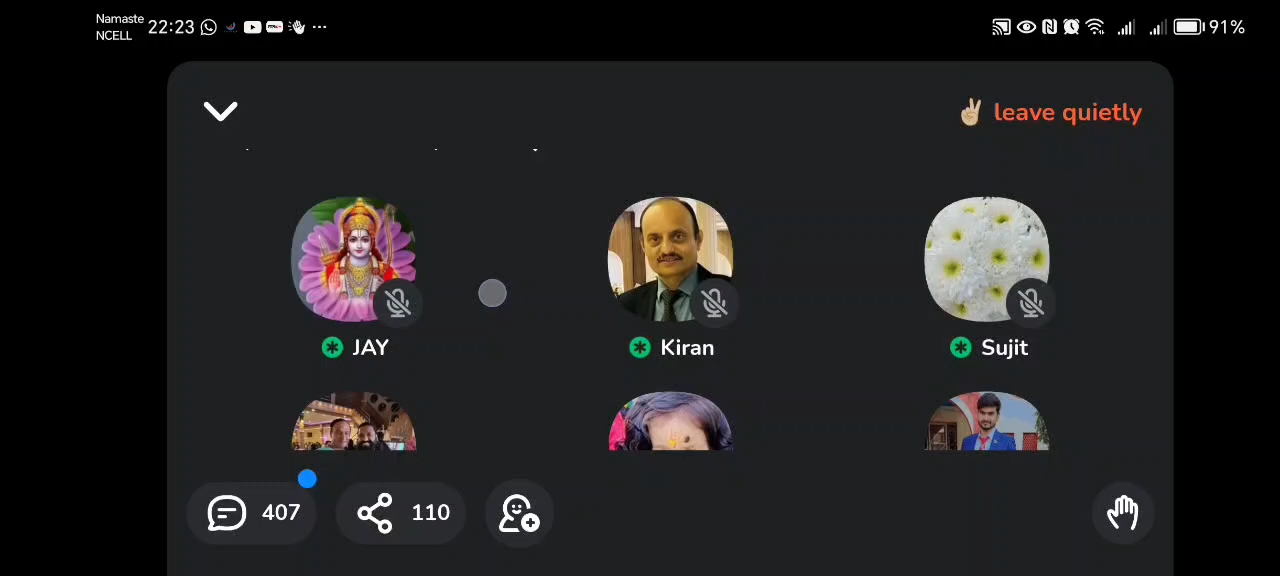 Namaste
NCELL
22:23
91%
✌🏼 leave quietly
JAY
Kiran
Sujit
407
110